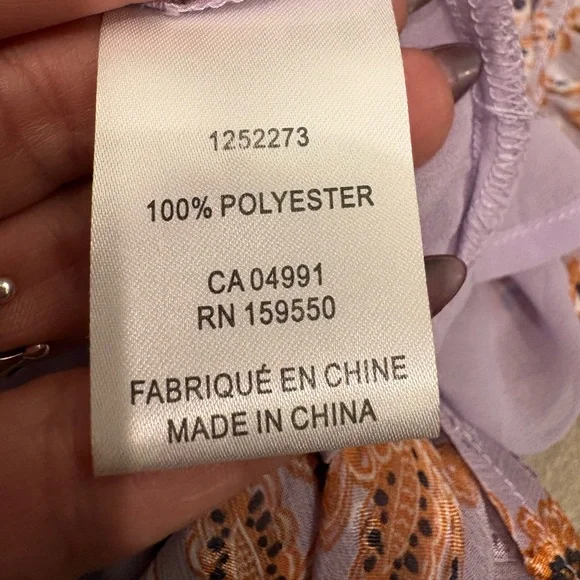 1252273
100% POLYESTER
CA 04991
RN 159550
FABRIQUÉ EN CHINE
MADE IN CHINA